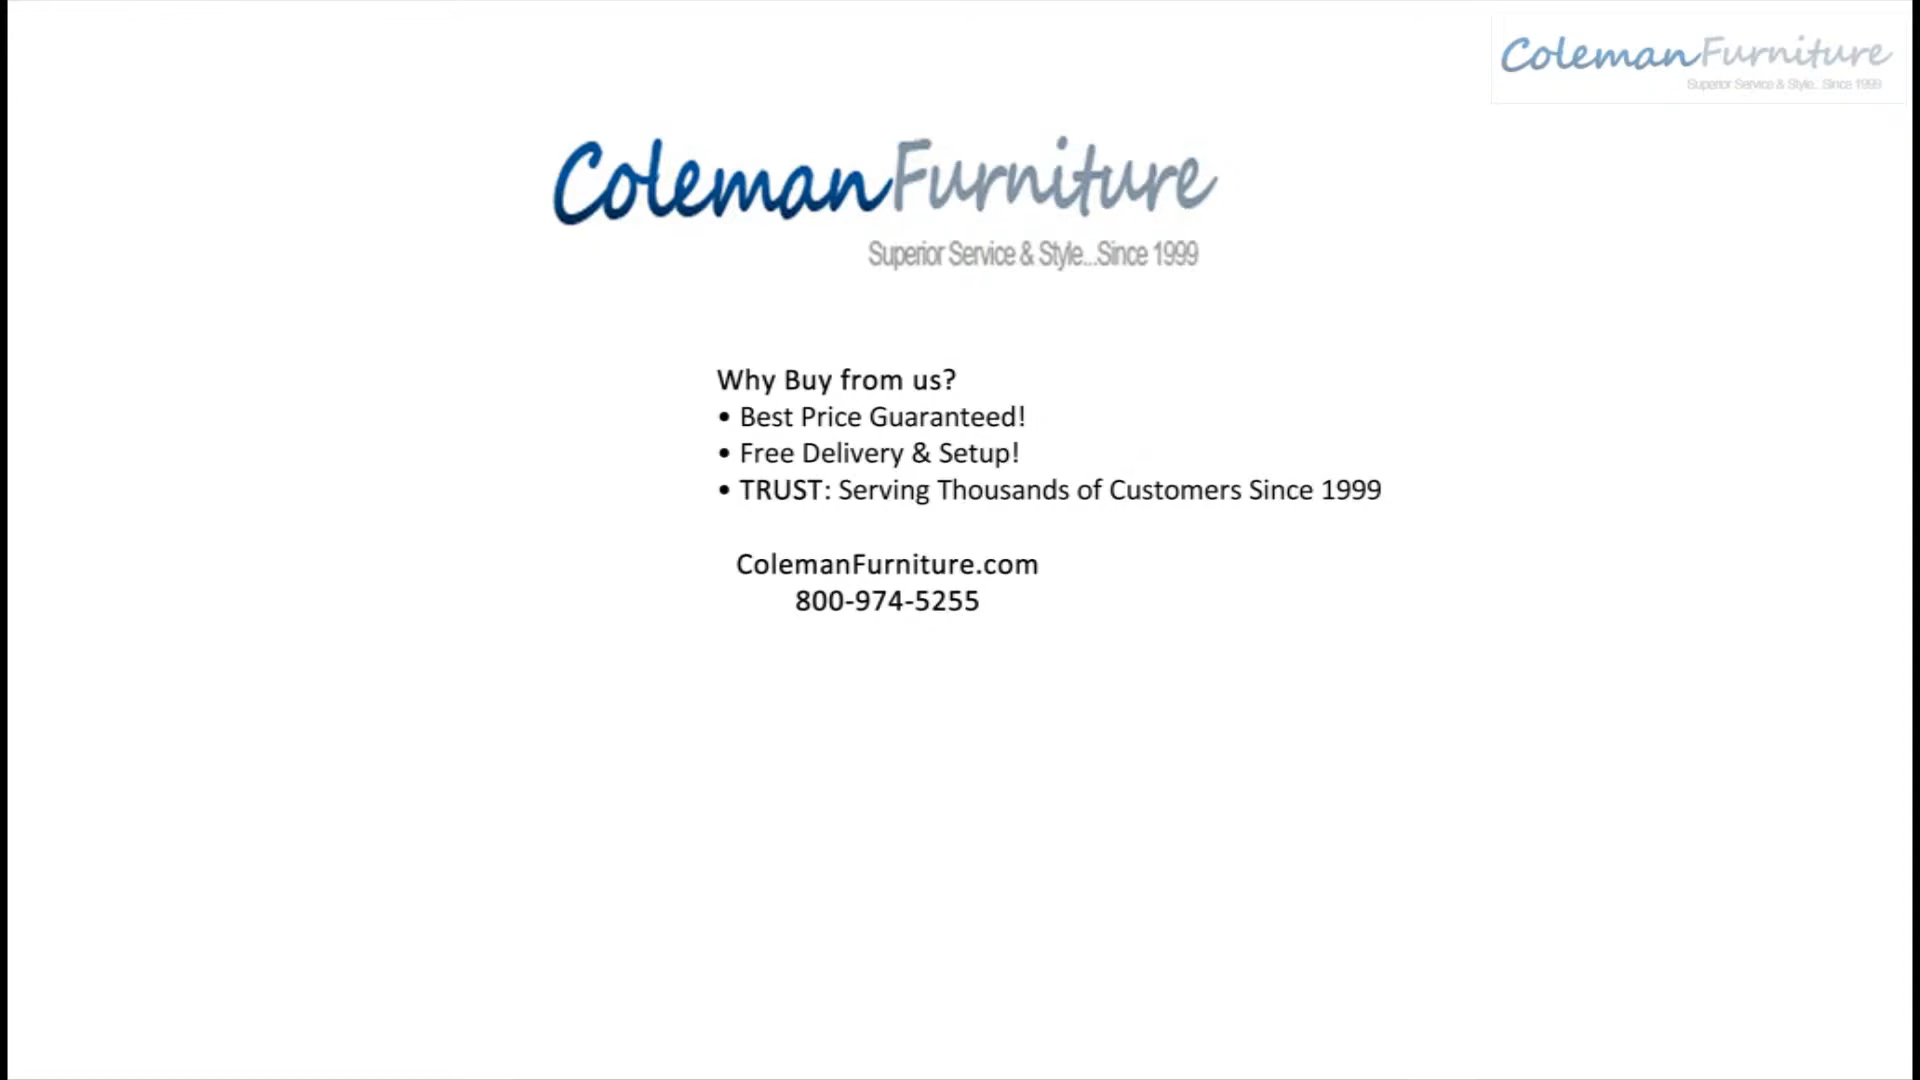 ColemanFurniture
Superior Service & Style...Since 1999
ColemanFurniture
Superior Service & Style...Since 1999
Why Buy from us?
• Best Price Guaranteed!
• Free Delivery & Setup!
• TRUST: Serving Thousands of Customers Since 1999
ColemanFurniture.com
800-974-5255